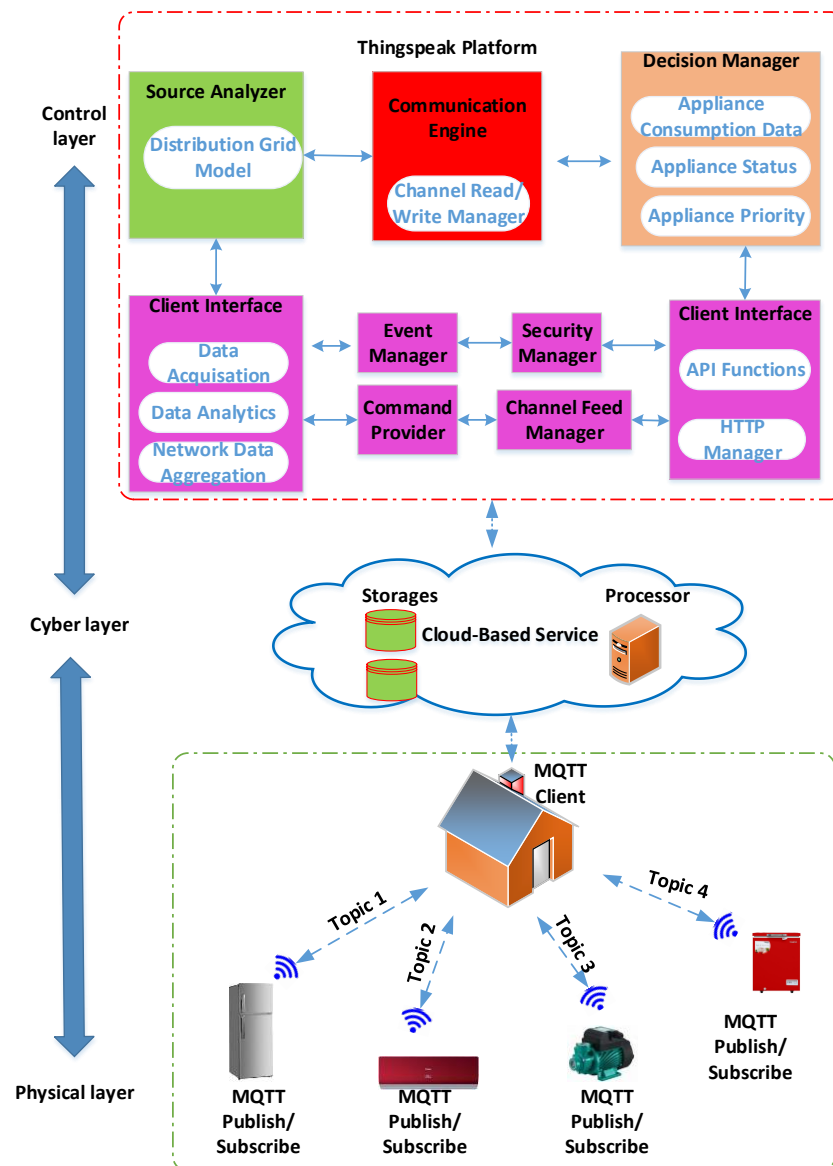 Thingspeak Platform
Control
layer
Source Analyzer
Distribution Grid
Model
Communication
Engine
Channel Read/
Write Manager
Decision Manager
Appliance
Consumption Data
Appliance Status
Appliance Priority
Client Interface
Data
Acquisation
Data Analytics
Network Data
Aggregation
Event
Manager
Security
Manager
Command
Provider
Channel Feed
Manager
Client Interface
API Functions
HTTP
Manager
Cyber layer
Storages
Processor
Cloud-Based Service
MQTT
Client
Topic 1
Topic 2
Topic 3
Topic 4
Physical layer
MQTT
Publish/
Subscribe
MQTT
Publish/
Subscribe
MQTT
Publish/
Subscribe
MQTT
Publish/
Subscribe